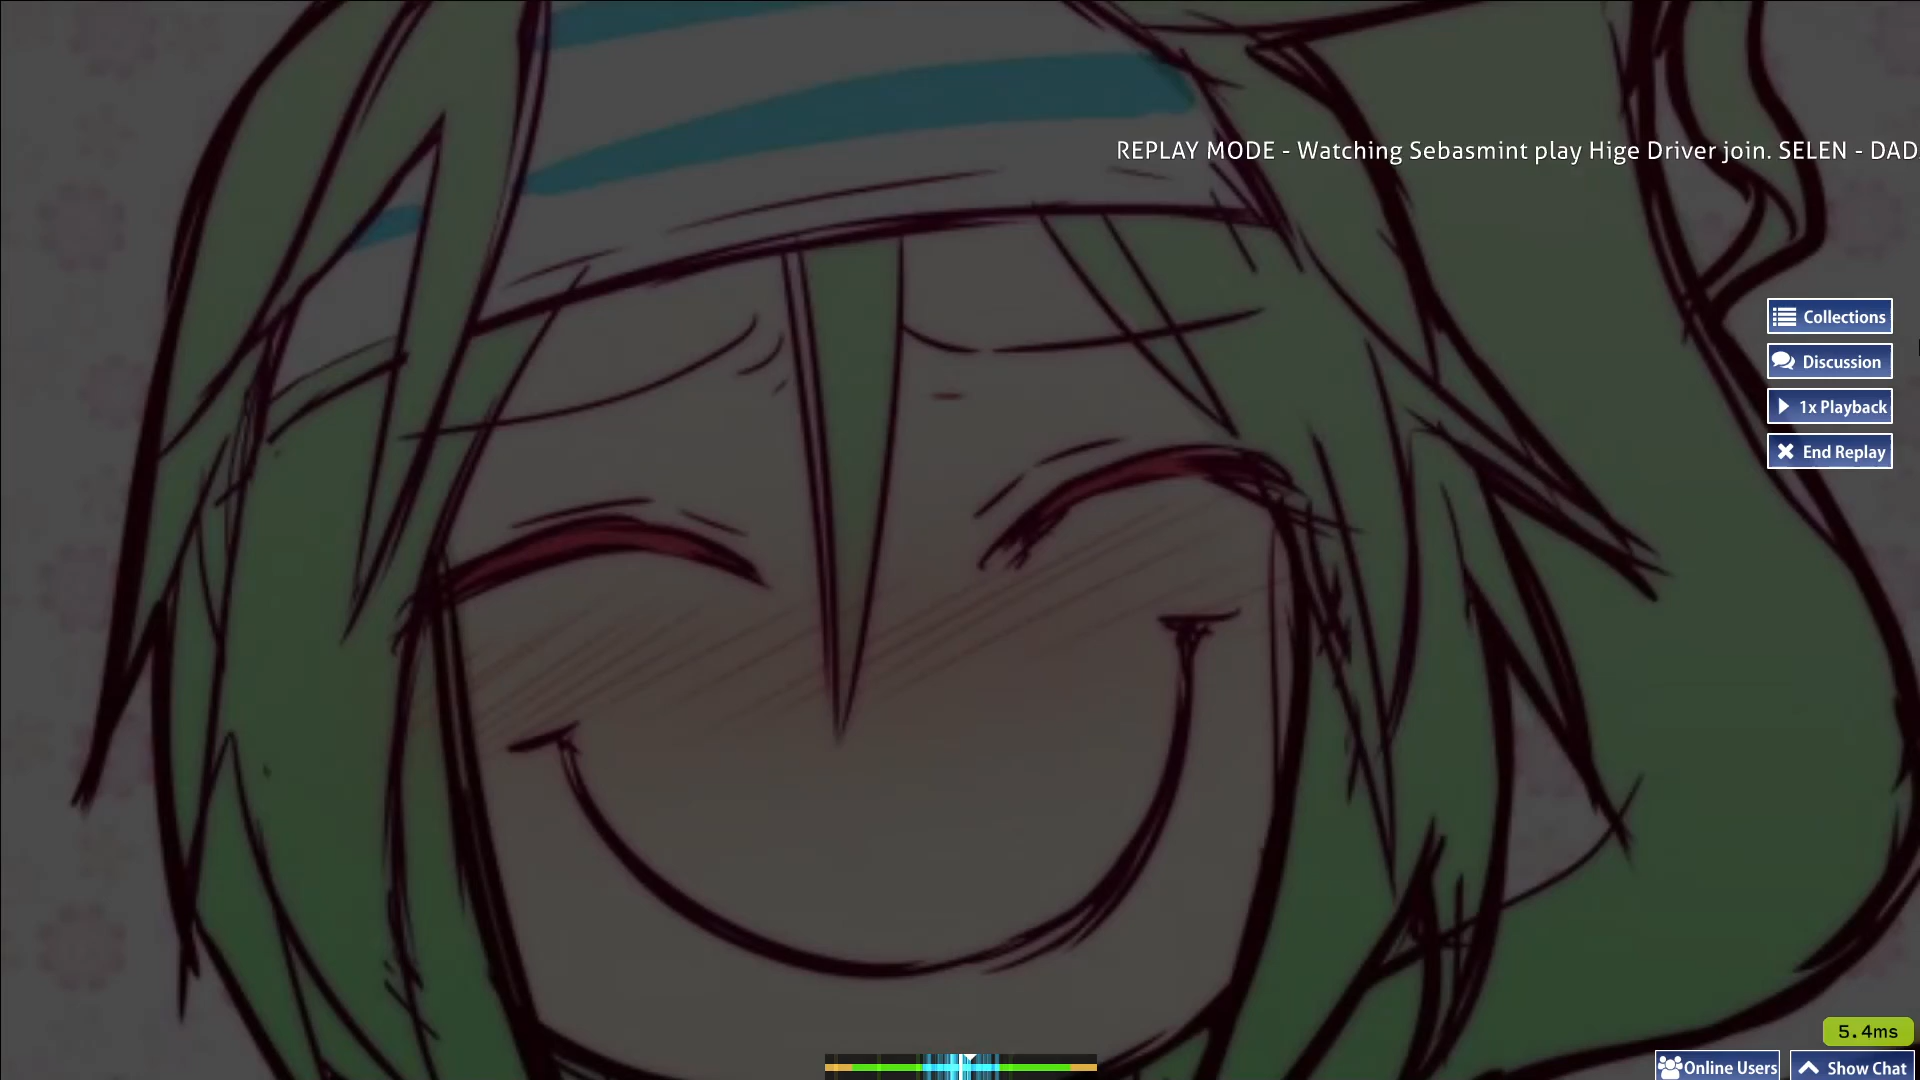 REPLAY MODE - Watching Sebasmint play Hige Driver join. SELEN - DAD
Collections
Discussion
1x Playback
End Replay
5.4ms
Online Users
Show Chat